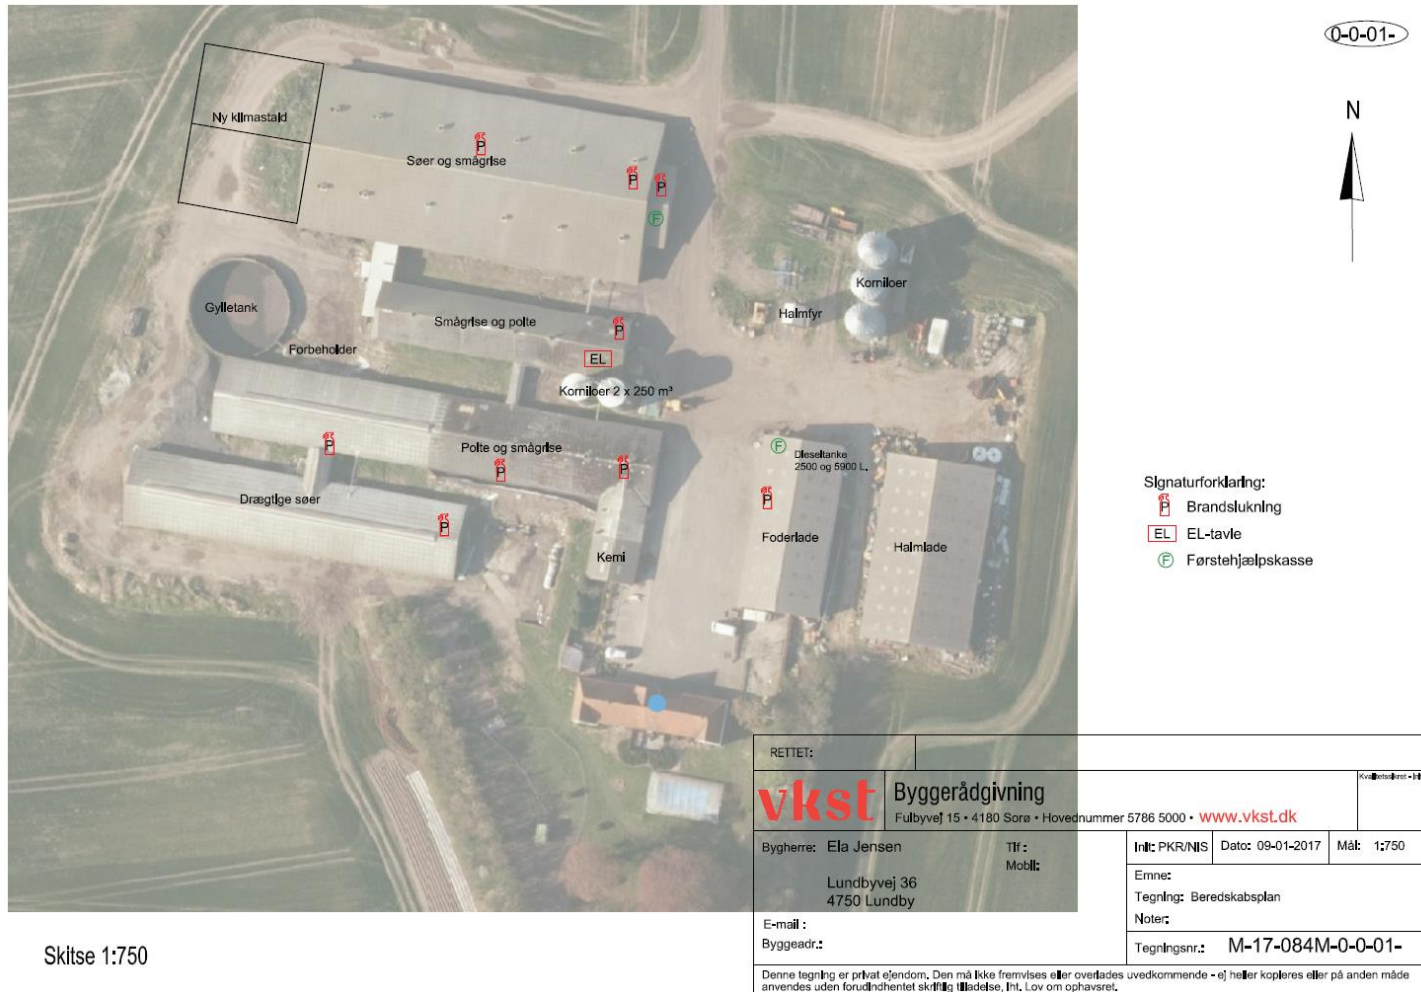 0-0-01-
N
Ny klimastald
P
Søer og smågrise
P
P
F
Gylletank
Smågrise og polte
P
Forbeholder
EL
Korniloer 2 x 250 m³
Korniloer
Halmfyr
P
Polte og smågrise
P
P
Drægtige søer
P
Kemi
F
Dieseltanke
2500 og 5900 L.
P
Foderlade
Halmlade
Signaturforklaring:
P Brandslukning
EL EL-tavle
F Førstehjælpskasse
RETTET:
vkst
Byggerådgivning
Fulbyvej 15 • 4180 Sorø • Hovednummer 5786 5000 • www.vkst.dk
Bygherre: Ela Jensen
Tlf :
Mobil:
Lundbyvej 36
4750 Lundby
E-mail :
Byggeadr.:
Init: PKR/NIS Dato: 09-01-2017 Mål: 1:750
Emne:
Tegning: Beredskabsplan
Noter:
Tegningsnr.: M-17-084M-0-0-01-
Denne tegning er privat ejendom. Den må ikke fremvises eller overlades uvedkommende - ej heller kopieres eller på anden måde
anvendes uden forudindhentet skriftlig tilladelse, iht. Lov om ophavsret.
Skitse 1:750